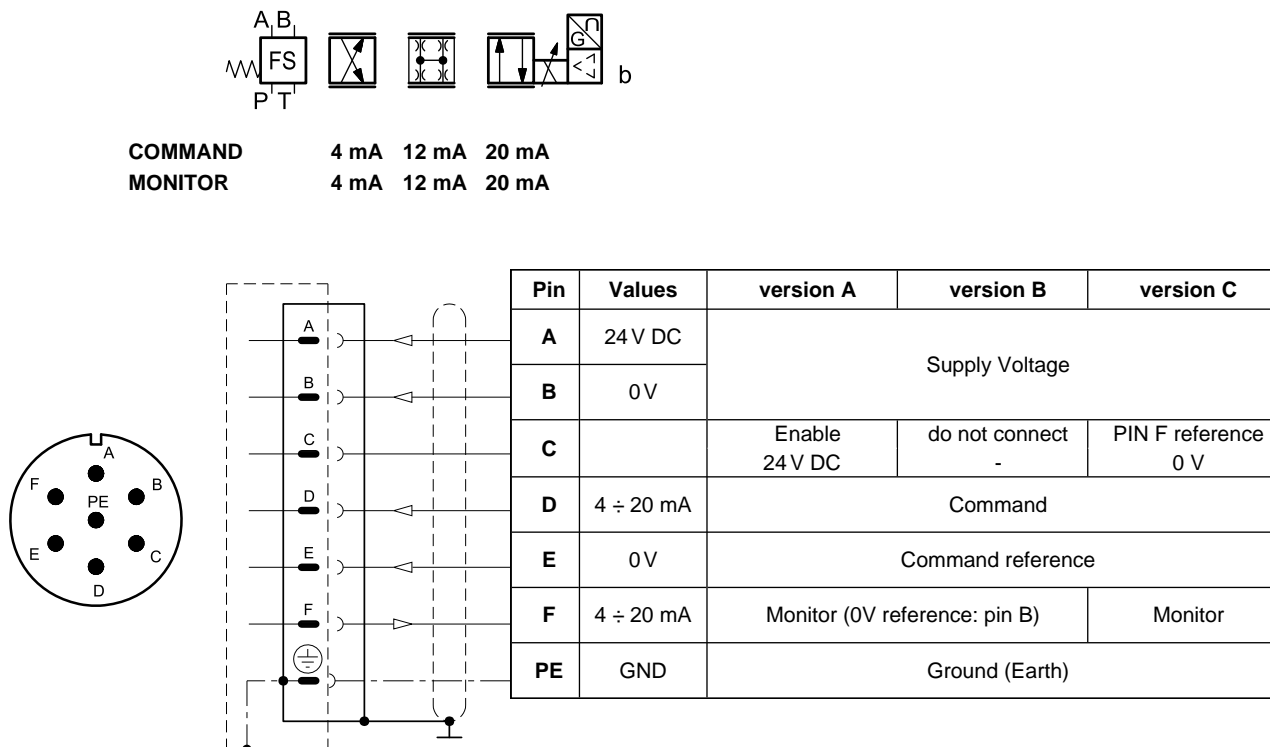 A B
FS
P T
G
b
COMMAND 4 mA 12 mA 20 mA
MONITOR 4 mA 12 mA 20 mA
A
B
C
D
E
F
PE
A
B
C
D
E
F
Pin Values version A version B version C
A 24 V DC Supply Voltage
B 0 V
C Enable 24 V DC do not connect - PIN F reference 0 V
D 4 ÷ 20 mA Command
E 0 V Command reference
F 4 ÷ 20 mA Monitor (0V reference: pin B) Monitor
PE GND Ground (Earth)